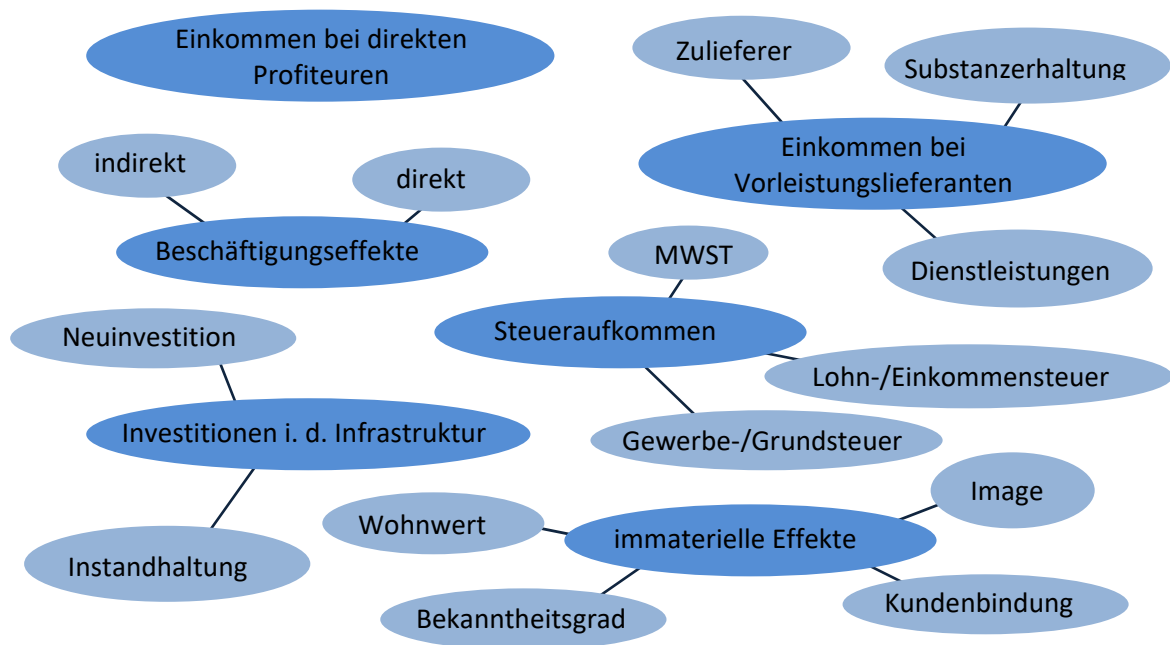 Einkommen bei direkten
Profiteuren
Zulieferer
Substanzerhaltung
Einkommen bei
Vorleistungslieferanten
Dienstleistungen
indirekt
direkt
Beschäftigungseffekte
MWST
Steueraufkommen
Lohn-/Einkommensteuer
Gewerbe-/Grundsteuer
Neuinvestition
Investitionen i. d. Infrastruktur
Instandhaltung
Wohnwert
immaterielle Effekte
Image
Bekanntheitsgrad
Kundenbindung